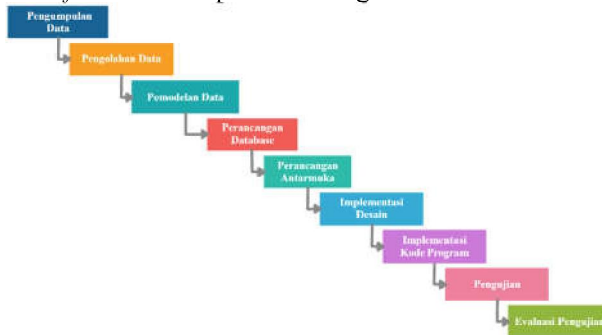 Pengumpulan
Data
Pengolahan Data
Pemodelan Data
Perancangan
Database
Perancangan
Antarmuka
Implementasi
Desain
Implementasi
Kode Program
Pengujian
Evaluasi Pengujian